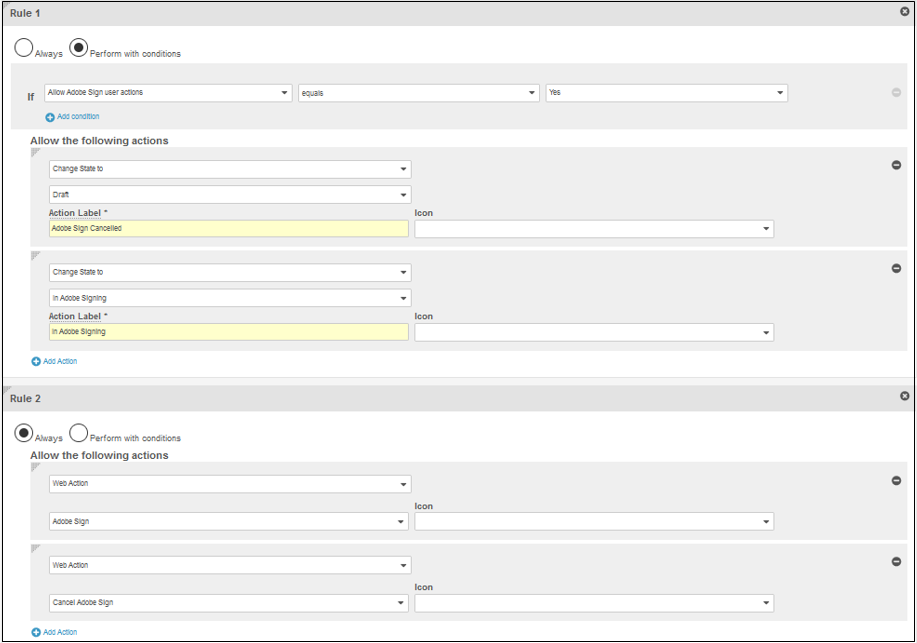 Rule 1
Always Perform with conditions
If Allow Adobe Sign user actions equals Yes
Add condition
Allow the following actions
Change State to
Draft
Action Label * Icon
Adobe Sign Cancelled
Change State to
In Adobe Signing
Action Label * Icon
In Adobe Signing
Add Action
Rule 2
Always Perform with conditions
Allow the following actions
Web Action
Icon
Adobe Sign
Web Action
Icon
Cancel Adobe Sign
Add Action